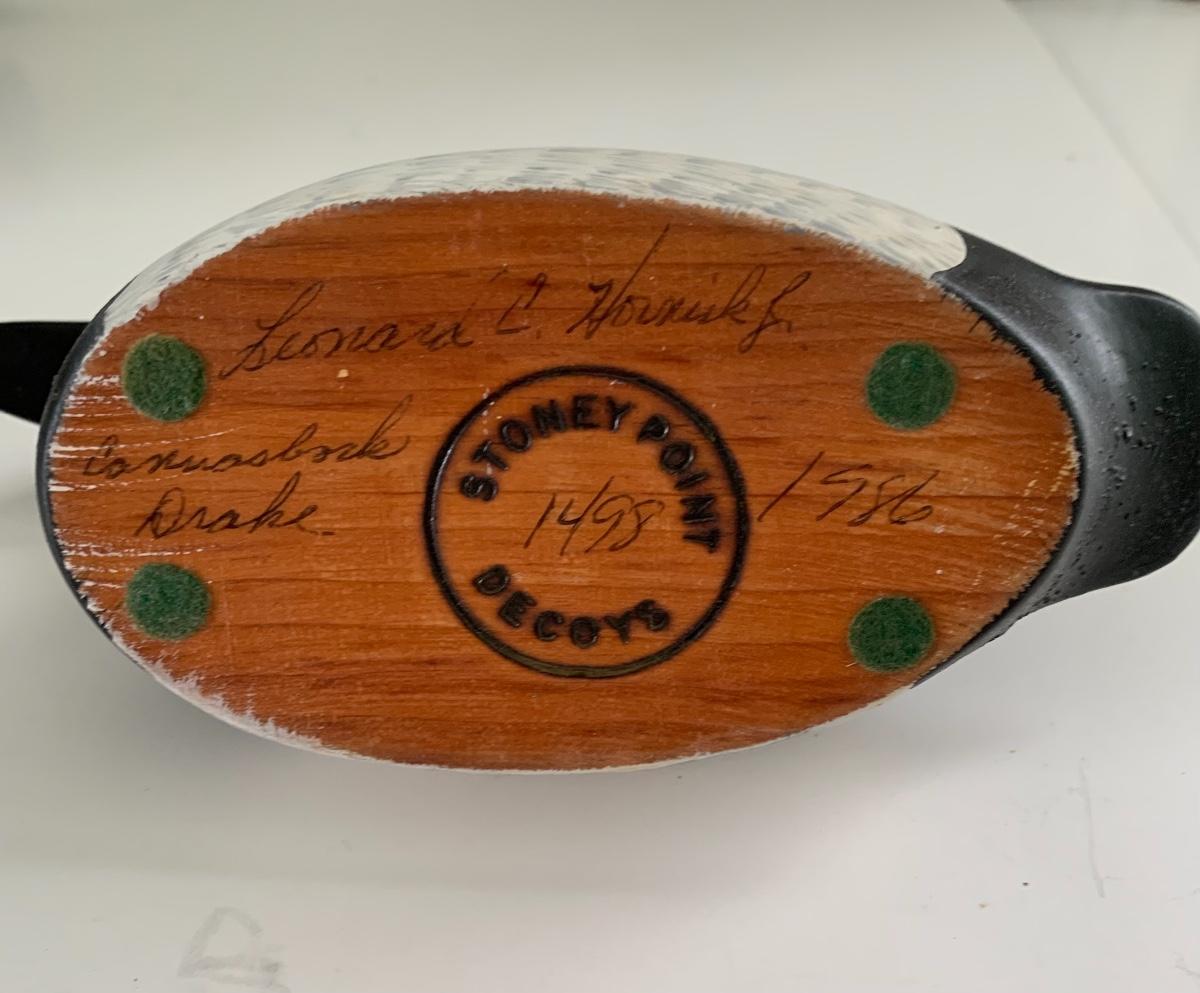 Leonard C. Hornick Jr.
Canvasback
Drake
STONEY POINT
1498
DECOYS
1986